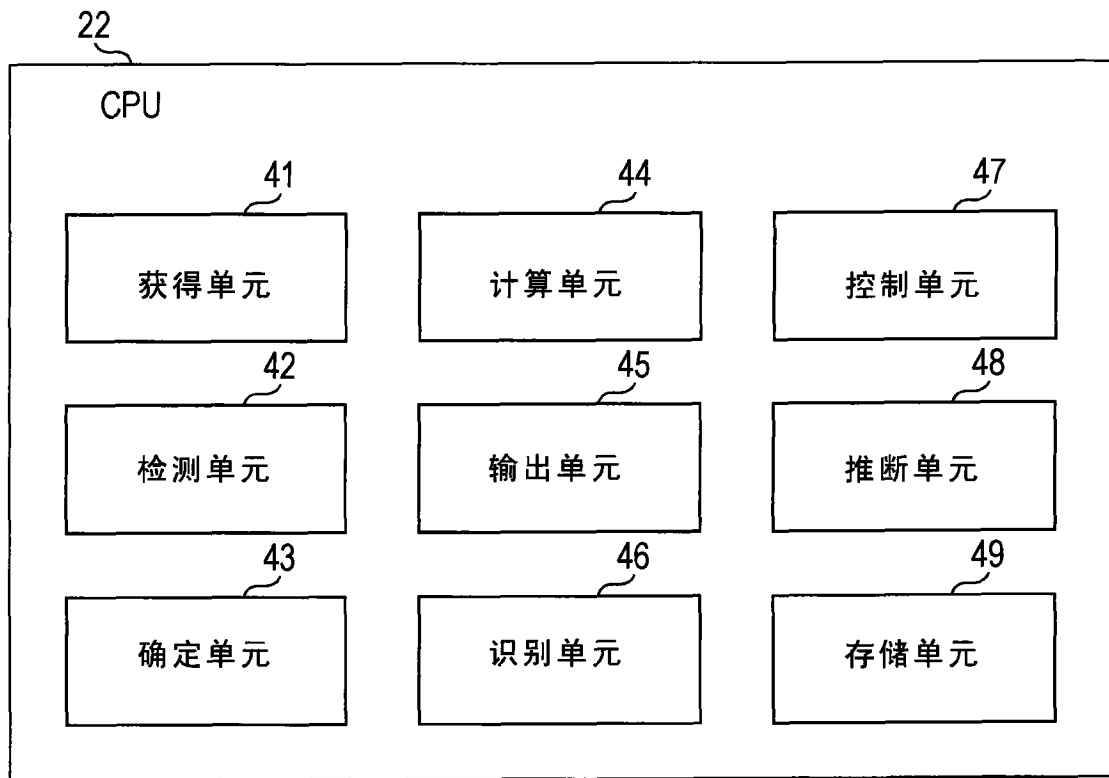 22
CPU
41 44 47
获得单元 计算单元 控制单元
42 45 48
检测单元 输出单元 推断单元
43 46 49
确定单元 识别单元 存储单元